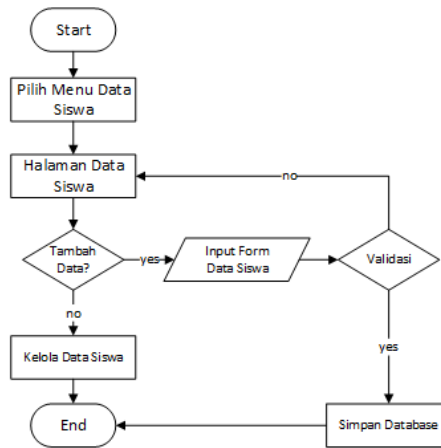 Start
Pilih Menu Data
Siswa
Halaman Data
Siswa
no
Tambah
Data?
yes
Input Form
Data Siswa
Validasi
no
yes
Kelola Data Siswa
End
Simpan Database